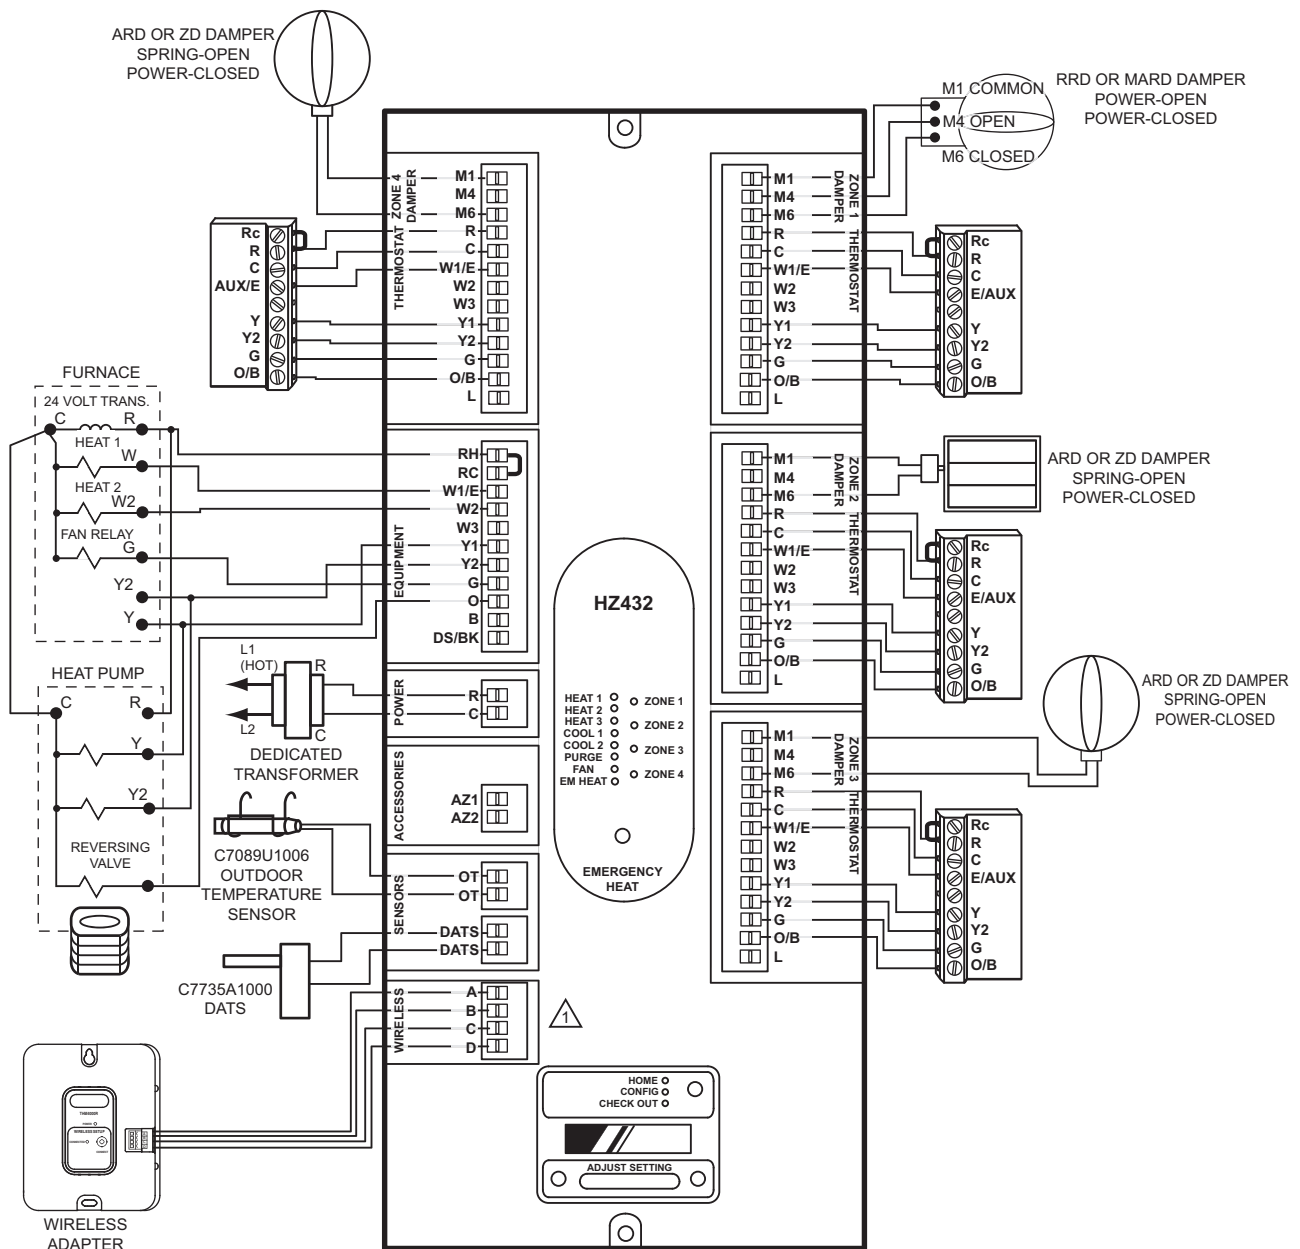 ARD OR ZD DAMPER
SPRING-OPEN
POWER-CLOSED
M1 COMMON
M4 OPEN
M6 CLOSED
RRD OR MARD DAMPER
POWER-OPEN
POWER-CLOSED
ZONE 4
DAMPER
THERMOSTAT
M1
M4
M6
R
C
W1/E
W2
W3
Y1
Y2
G
O/B
L
Rc
R
C
AUX/E
Y
Y2
G
O/B
ZONE 1
DAMPER
THERMOSTAT
M1
M4
M6
R
C
W1/E
W2
W3
Y1
Y2
G
O/B
L
Rc
R
C
E/AUX
Y
Y2
G
O/B
FURNACE
24 VOLT TRANS.
C
R
HEAT 1
W
HEAT 2
W2
FAN RELAY
G
Y2
Y
EQUIPMENT
RH
RC
W1/E
W2
W3
Y1
Y2
G
O
B
DS/BK
ZONE 2
DAMPER
THERMOSTAT
M1
M4
M6
R
C
W1/E
W2
W3
Y1
Y2
G
O/B
L
ARD OR ZD DAMPER
SPRING-OPEN
POWER-CLOSED
Rc
R
C
E/AUX
Y
Y2
G
O/B
HEAT PUMP
C
R
Y
Y2
REVERSING
VALVE
L1
(HOT)
L2
R
C
DEDICATED
TRANSFORMER
POWER
R
C
ACCESSORIES
AZ1
AZ2
HZ432
HEAT 1
HEAT 2
HEAT 3
COOL 1
COOL 2
PURGE
FAN
EM HEAT
ZONE 1
ZONE 2
ZONE 3
ZONE 4
EMERGENCY
HEAT
ZONE 3
DAMPER
THERMOSTAT
M1
M4
M6
R
C
W1/E
W2
W3
Y1
Y2
G
O/B
L
ARD OR ZD DAMPER
SPRING-OPEN
POWER-CLOSED
Rc
R
C
E/AUX
Y
Y2
G
O/B
C7089U1006
OUTDOOR
TEMPERATURE
SENSOR
SENSORS
OT
OT
DATS
DATS
C7735A1000
DATS
WIRELESS
A
B
C
D
1
WIRELESS SETUP
WIRELESS
ADAPTER
HOME
CONFIG
CHECK OUT
ADJUST SETTING